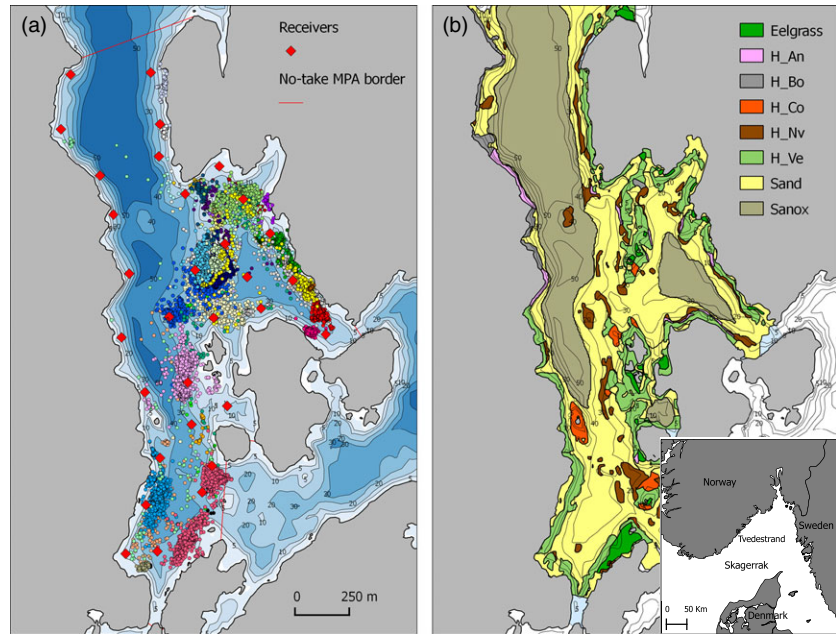 (a)
Receivers
No-take MPA border
0 250 m
(b)
Eelgrass
H_An
H_Bo
H_Co
H_Nv
H_Ve
Sand
Sanox
Norway
Sweden
Tvedestrand
Skagerrak
Denmark
0 50 Km